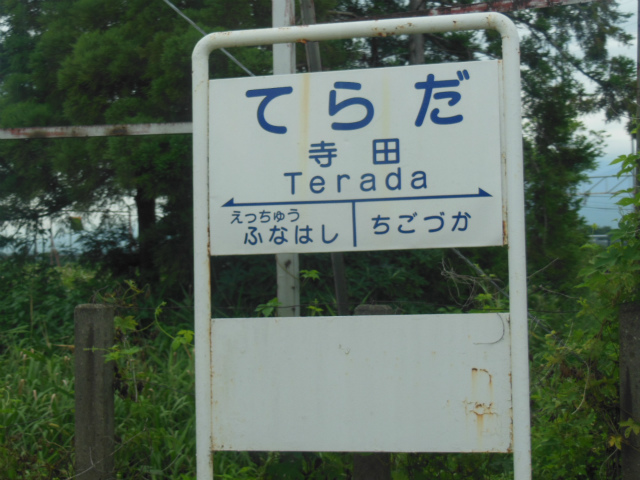 てらだ
寺田
Terada
えっちゅう
ふなはし
ちごづか